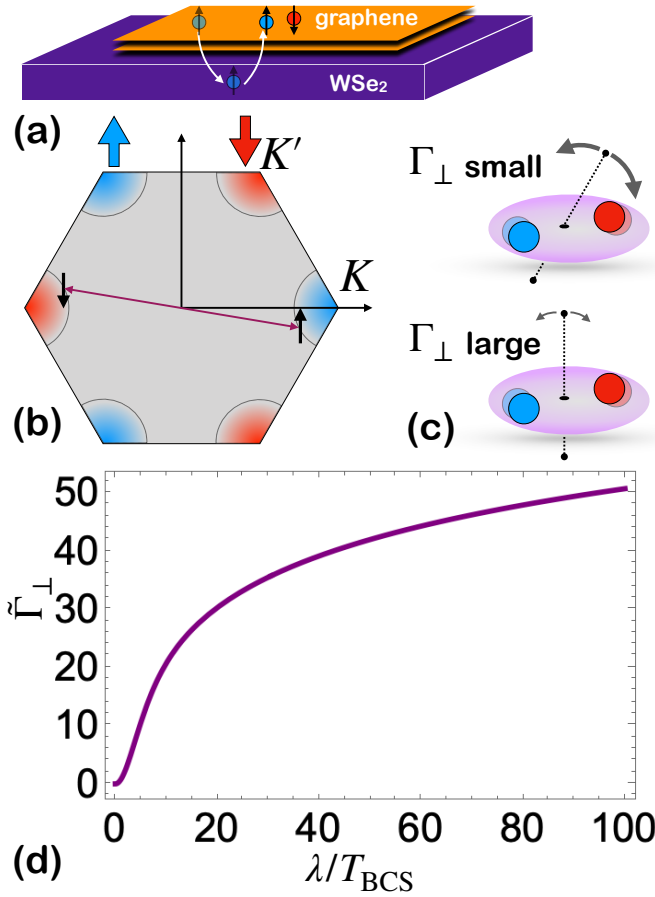 graphene
WSe₂
(a)
K′
K
(b)
Γ⊥ small
Γ⊥ large
(c)
50
40
30
20
10
0
Γ̃⊥
0 20 40 60 80 100
λ/T_BCS
(d)